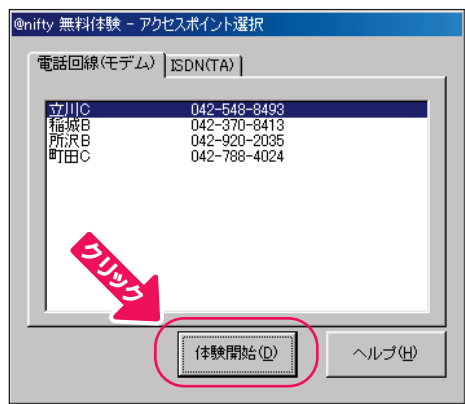 @nifty 無料体験 - アクセスポイント選択
電話回線(モデム) ISDN(TA)
立川C 042-548-8493
稲城B 042-370-8413
所沢B 042-920-2035
町田C 042-788-4024
クリック
体験開始(D) ヘルプ(H)